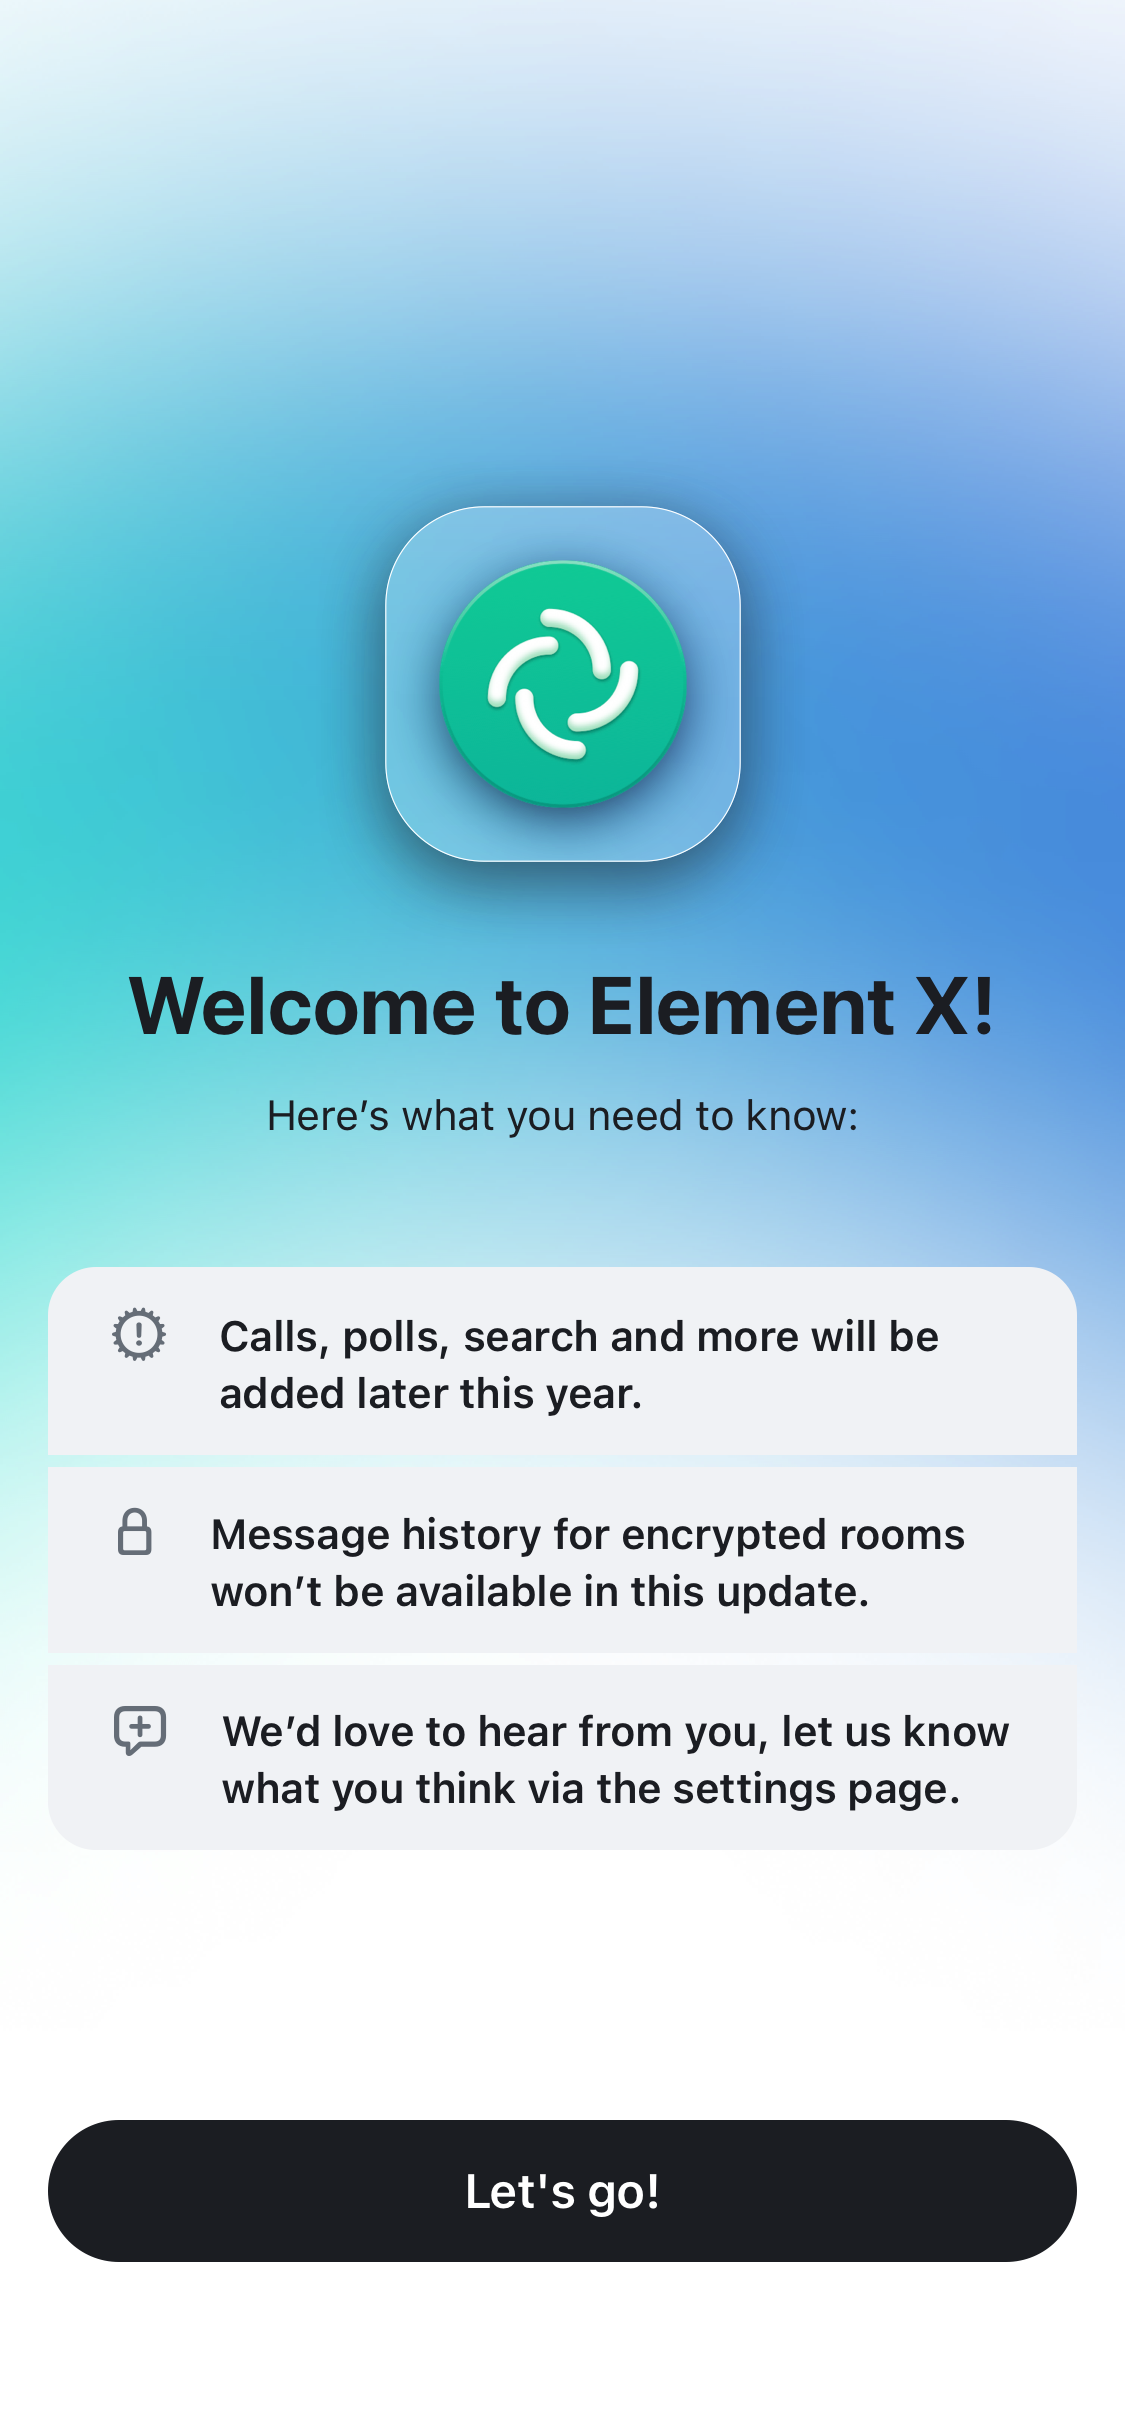 Welcome to Element X!
Here’s what you need to know:
Calls, polls, search and more will be
added later this year.
Message history for encrypted rooms
won’t be available in this update.
We’d love to hear from you, let us know
what you think via the settings page.
Let's go!